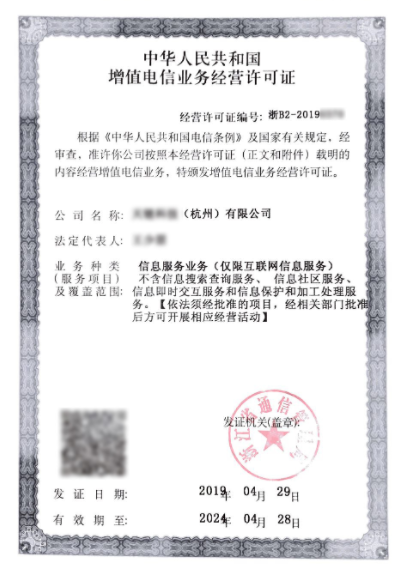 中华人民共和国
增值电信业务经营许可证
经营许可证编号: 浙B2-2019
根据《中华人民共和国电信条例》及国家有关规定，经
审查，准许你公司按照本经营许可证（正文和附件）载明的
内容经营增值电信业务，特颁发增值电信业务经营许可证。
公司名称: （杭州）有限公司
法定代表人:
业务种类 信息服务业务（仅限互联网信息服务）
(服务项目) 不含信息搜索查询服务、 信息社区服务、
及覆盖范围: 信息即时交互服务和信息保护和加工处理服
务。【依法须经批准的项目，经相关部门批准
后方可开展相应经营活动】
发证机关(盖章):
浙江省通信管理局
发证日期: 2019年 04月 29日
有效期至: 2024年 04月 28日